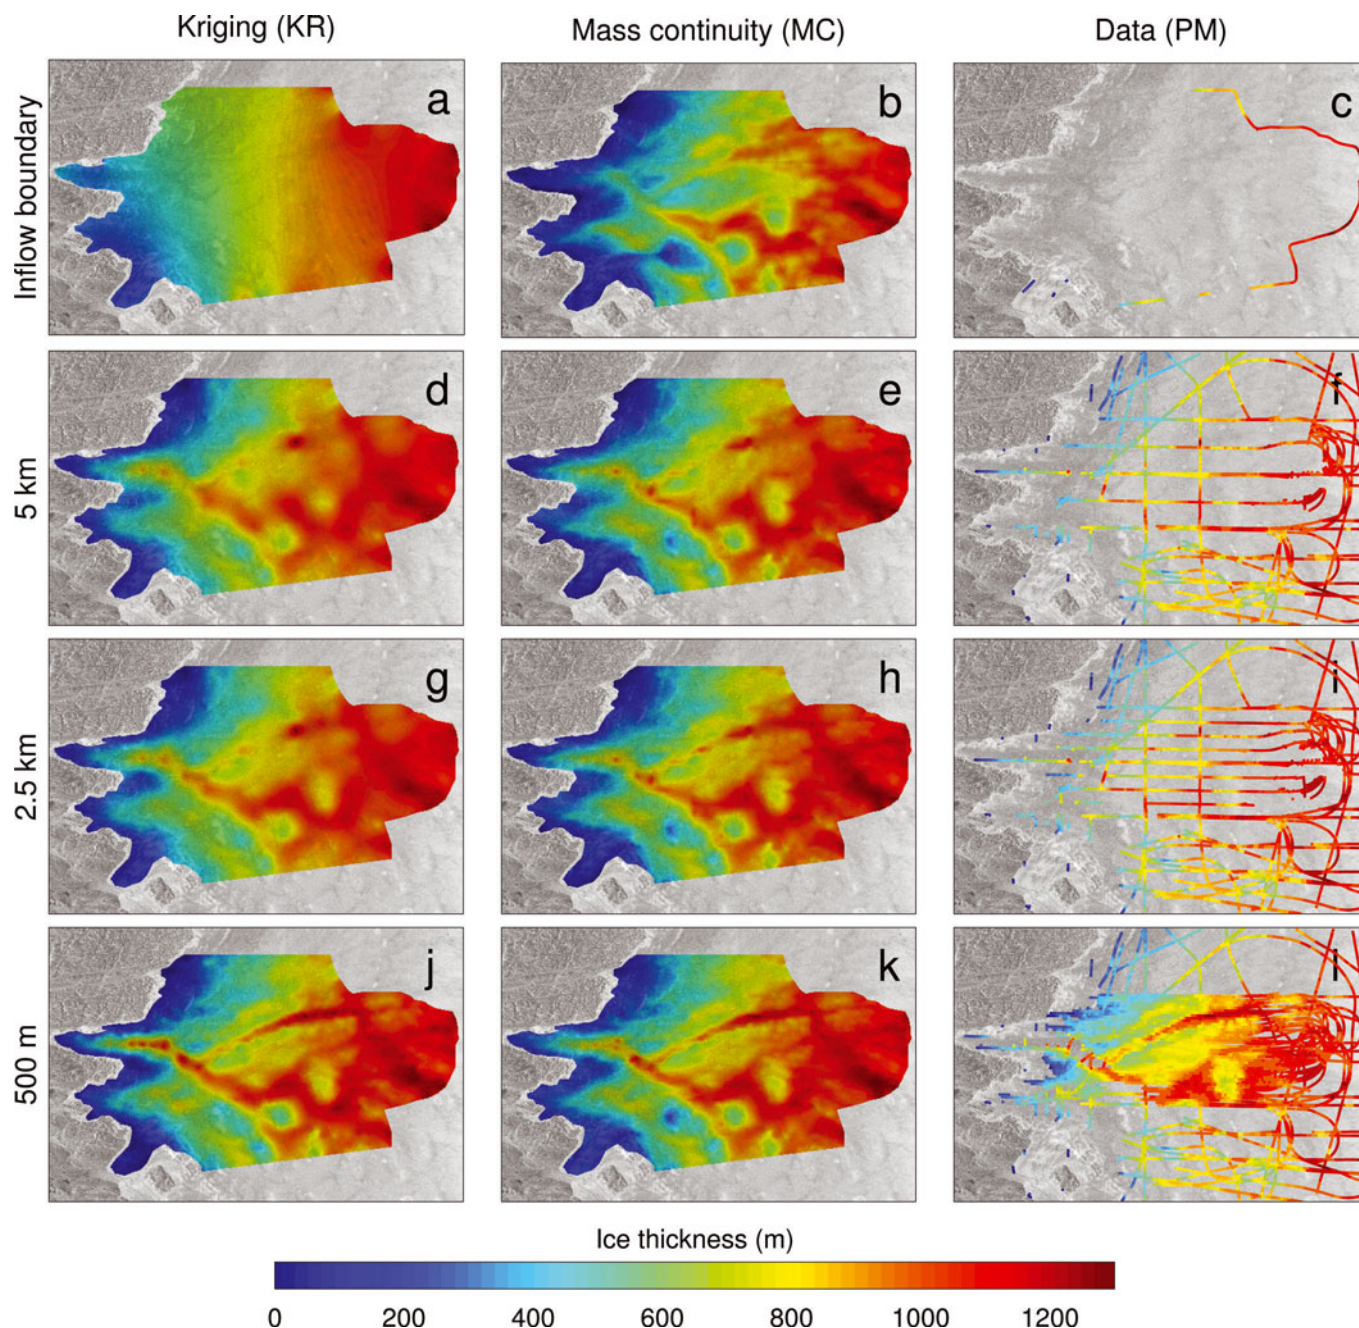 Kriging (KR) Mass continuity (MC) Data (PM)
Inflow boundary a b c
5 km d e f
2.5 km g h i
500 m j k l
Ice thickness (m)
0 200 400 600 800 1000 1200